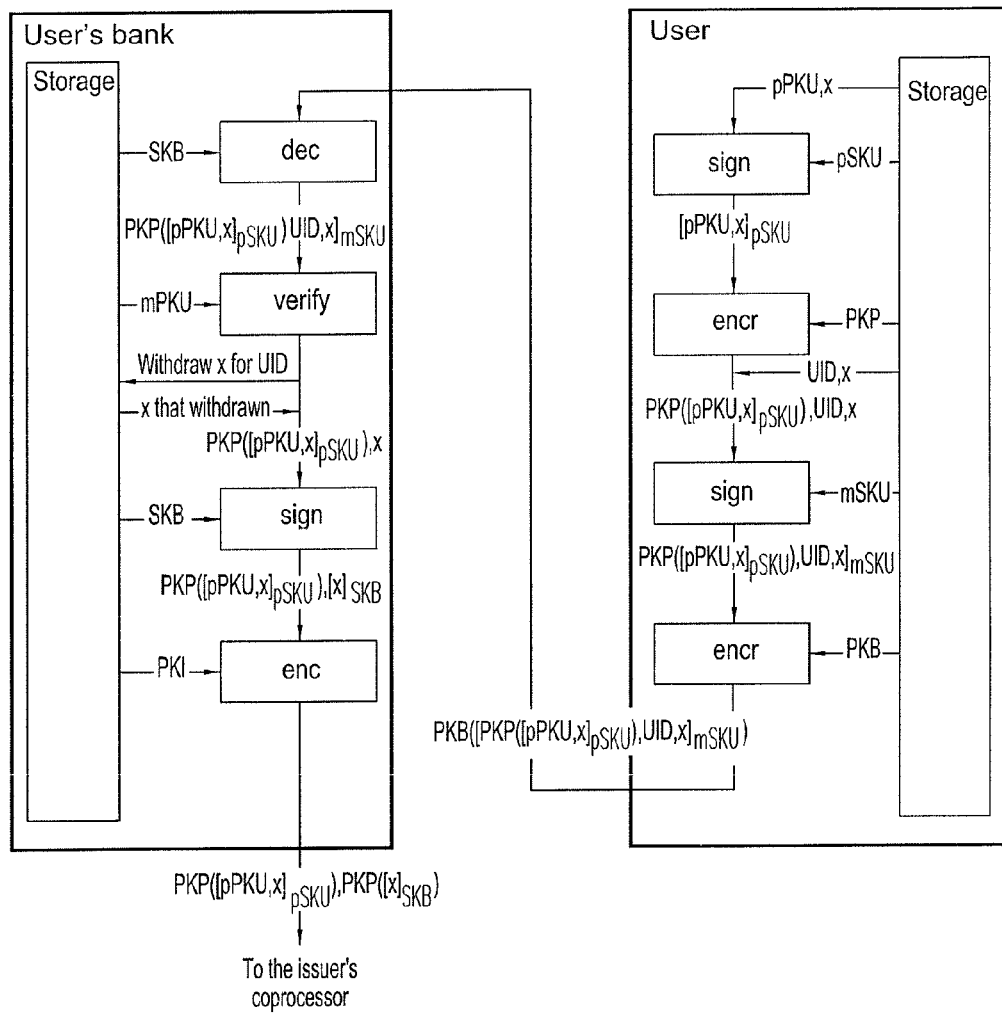 User's bank
Storage
SKB
dec
PKP([pPKU,x]pSKU)UID,x]mSKU
mPKU
verify
Withdraw x for UID
x that withdrawn
PKP([pPKU,x]pSKU),x
SKB
sign
PKP([pPKU,x]pSKU),[x]SKB
PKI
enc
PKP([pPKU,x]pSKU),PKP([x]SKB)
To the issuer's
coprocessor
PKB([PKP([pPKU,x]pSKU),UID,x]mSKU)
User
Storage
pPKU,x
sign
pSKU
[pPKU,x]pSKU
encr
PKP
UID,x
PKP([pPKU,x]pSKU),UID,x
sign
mSKU
PKP([pPKU,x]pSKU),UID,x]mSKU
encr
PKB